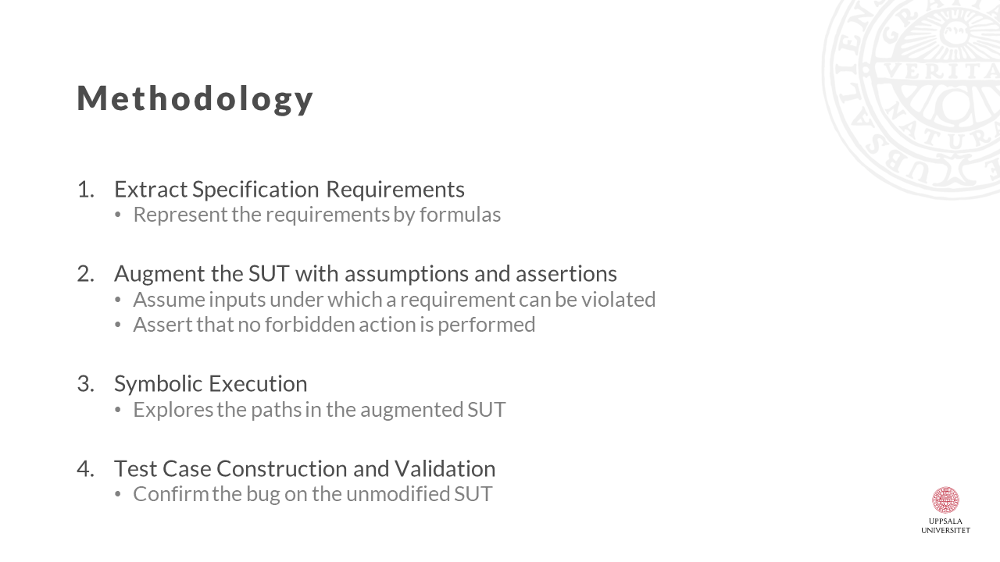 Methodology
1. Extract Specification Requirements
• Represent the requirements by formulas
2. Augment the SUT with assumptions and assertions
• Assume inputs under which a requirement can be violated
• Assert that no forbidden action is performed
3. Symbolic Execution
• Explores the paths in the augmented SUT
4. Test Case Construction and Validation
• Confirm the bug on the unmodified SUT
GRATIA
VERITA
NATURA
UPPSALA
UNIVERSITET